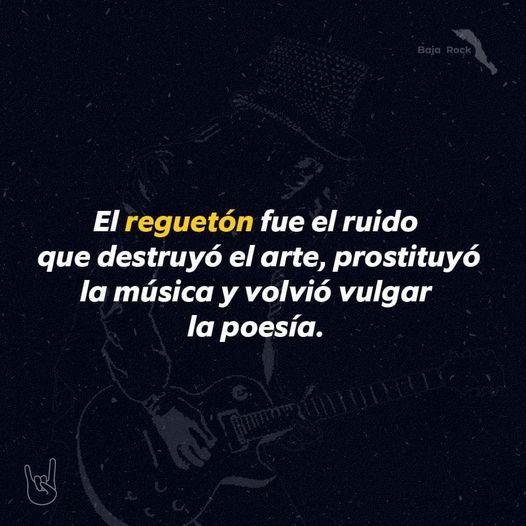 Baja Rock
El reguetón fue el ruido
que destruyó el arte, prostituyó
la música y volvió vulgar
la poesía.